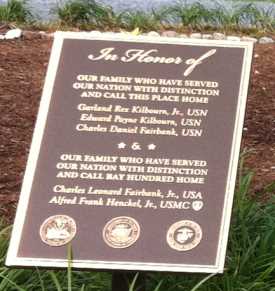 In Honor of
OUR FAMILY WHO HAVE SERVED
OUR NATION WITH DISTINCTION
AND CALL THIS PLACE HOME
Garland Rex Kilbourn, Jr., USN
Edward Payne Kilbourn, USN
Charles Daniel Fairbank, USN
★ & ★
OUR FAMILY WHO HAVE SERVED
OUR NATION WITH DISTINCTION
AND CALL BAY HUNDRED HOME
Charles Leonard Fairbank, Jr., USA
Alfred Frank Henckel, Jr., USMC